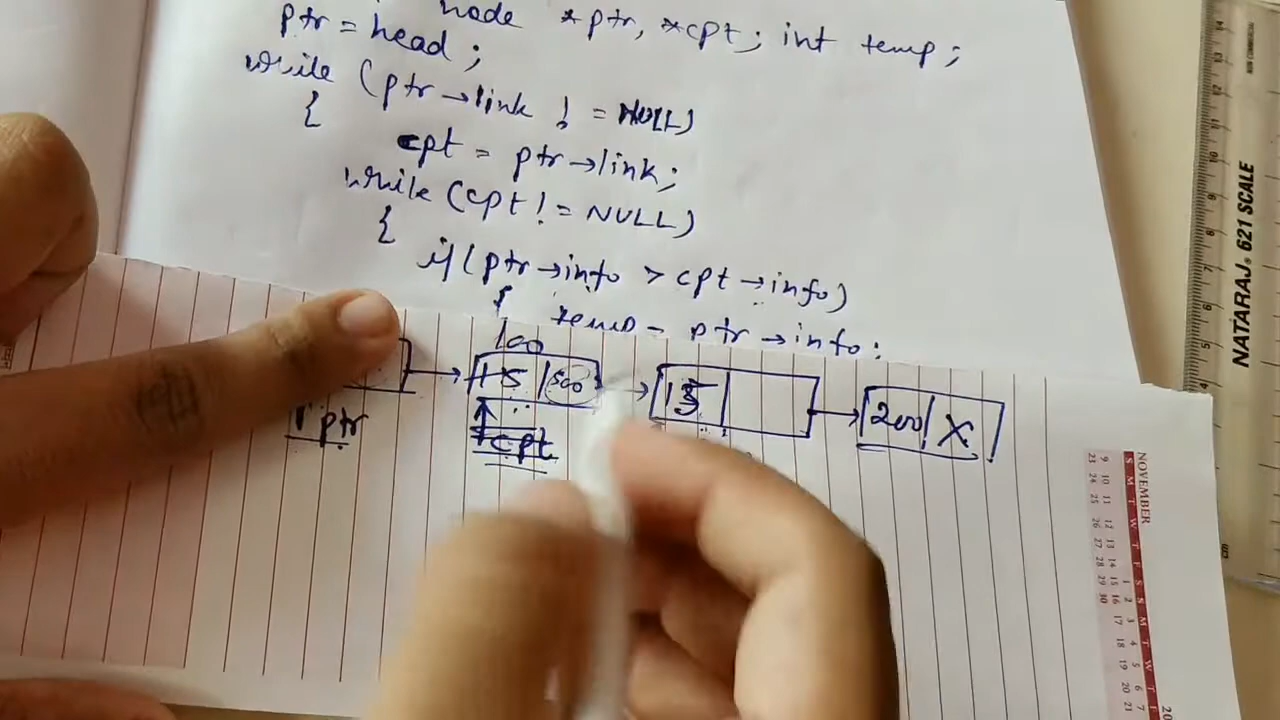 node *ptr, *cpt; int temp;
ptr = head;
while (ptr→link != NULL)
{
cpt = ptr→link;
while (cpt != NULL)
{
if (ptr→info > cpt→info)
{
temp = ptr→info;
100
15 500
15
200 X
ptr
cpt
NATARAJ 621 SCALE
NOVEMBER
S M T W T F S S M T W T F